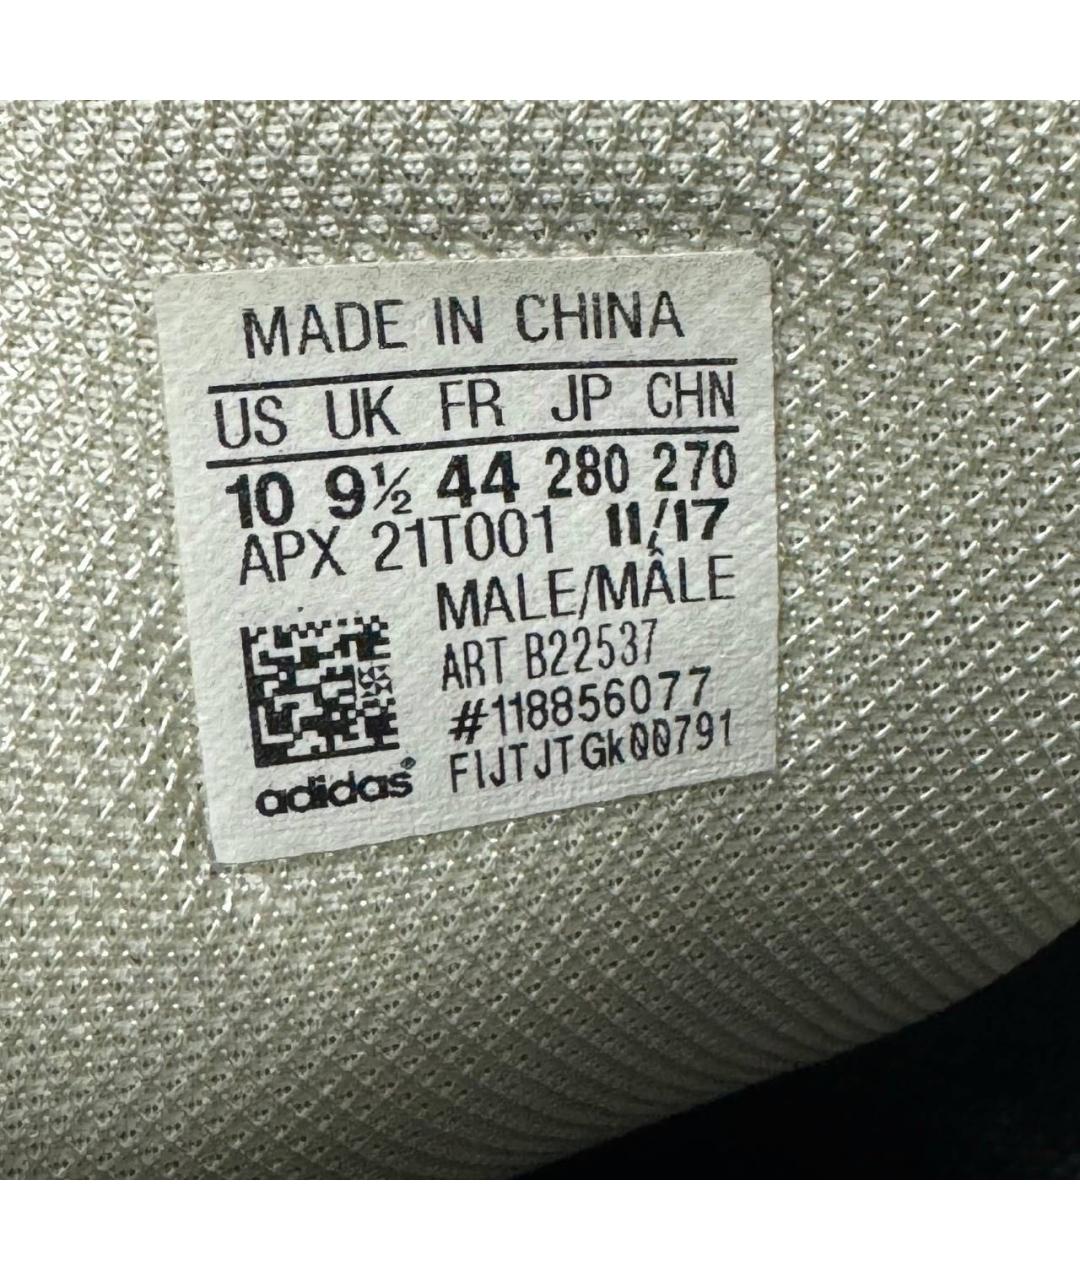 MADE IN CHINA
US UK FR JP CHN
10 9½ 44 280 270
APX 21T001 11/17
MALE/MÂLE
ART B22537
#118856077
F1JTJTGk00791
adidas®